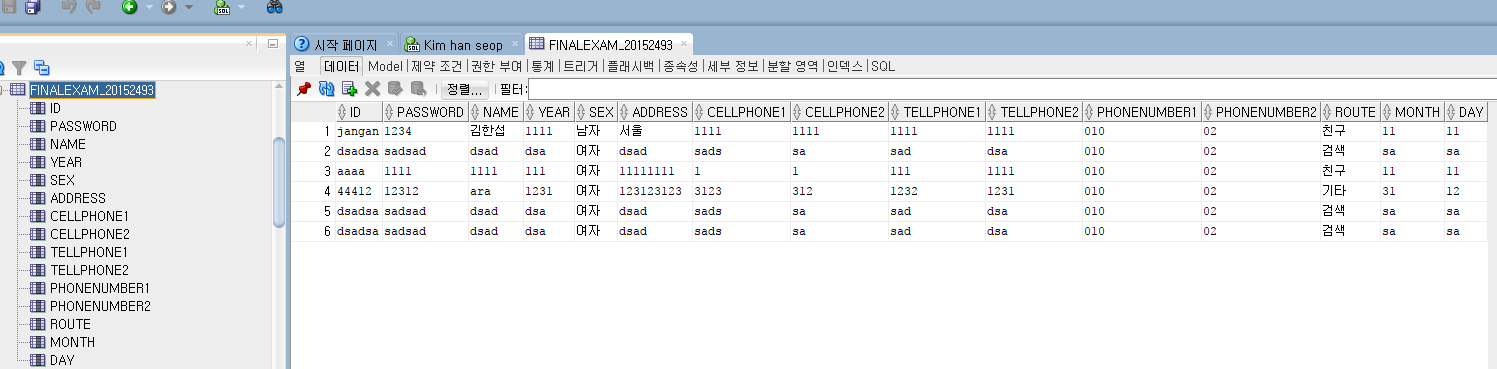 시작 페이지 Kim han seop FINALEXAM_20152493
열 데이터 Model 제약 조건 권한 부여 통계 트리거 플래시백 종속성 세부 정보 분할 영역 인덱스 SQL
정렬... 필터:
FINALEXAM_20152493
ID
PASSWORD
NAME
YEAR
SEX
ADDRESS
CELLPHONE1
CELLPHONE2
TELLPHONE1
TELLPHONE2
PHONENUMBER1
PHONENUMBER2
ROUTE
MONTH
DAY
ID PASSWORD NAME YEAR SEX ADDRESS CELLPHONE1 CELLPHONE2 TELLPHONE1 TELLPHONE2 PHONENUMBER1 PHONENUMBER2 ROUTE MONTH DAY
1 jangan 1234 김한섭 1111 남자 서울 1111 1111 1111 1111 010 02 친구 11 11
2 dsadsa sadsad dsad dsa 여자 dsad sads sa sad dsa 010 02 검색 sa sa
3 aaaa 1111 1111 111 여자 11111111 1 1 111 1111 010 02 친구 11 11
4 44412 12312 ara 1231 여자 123123123 3123 312 1232 1231 010 02 기타 31 12
5 dsadsa sadsad dsad dsa 여자 dsad sads sa sad dsa 010 02 검색 sa sa
6 dsadsa sadsad dsad dsa 여자 dsad sads sa sad dsa 010 02 검색 sa sa